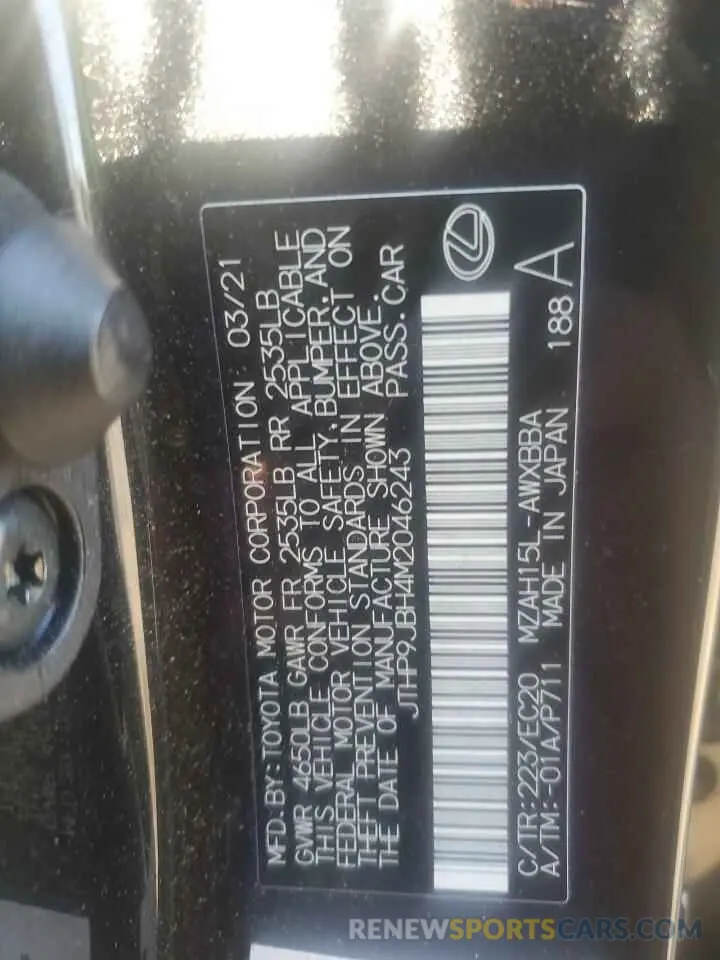 MFD.BY:TOYOTA MOTOR CORPORATION 03/21
GVWR 4650LB GAWR FR 2535LB RR 2535LB
THIS VEHICLE CONFORMS TO ALL APPLICABLE
FEDERAL MOTOR VEHICLE SAFETY,BUMPER,AND
THEFT PREVENTION STANDARDS IN EFFECT ON
THE DATE OF MANUFACTURE SHOWN ABOVE.
JTHP9JBH4M2046243 PASS.CAR
C/TR:223/EC20 MZAH15L-AWXBBA
A/TM:-01A/P711 MADE IN JAPAN 188 A
RENEWSPORTSCARS.COM